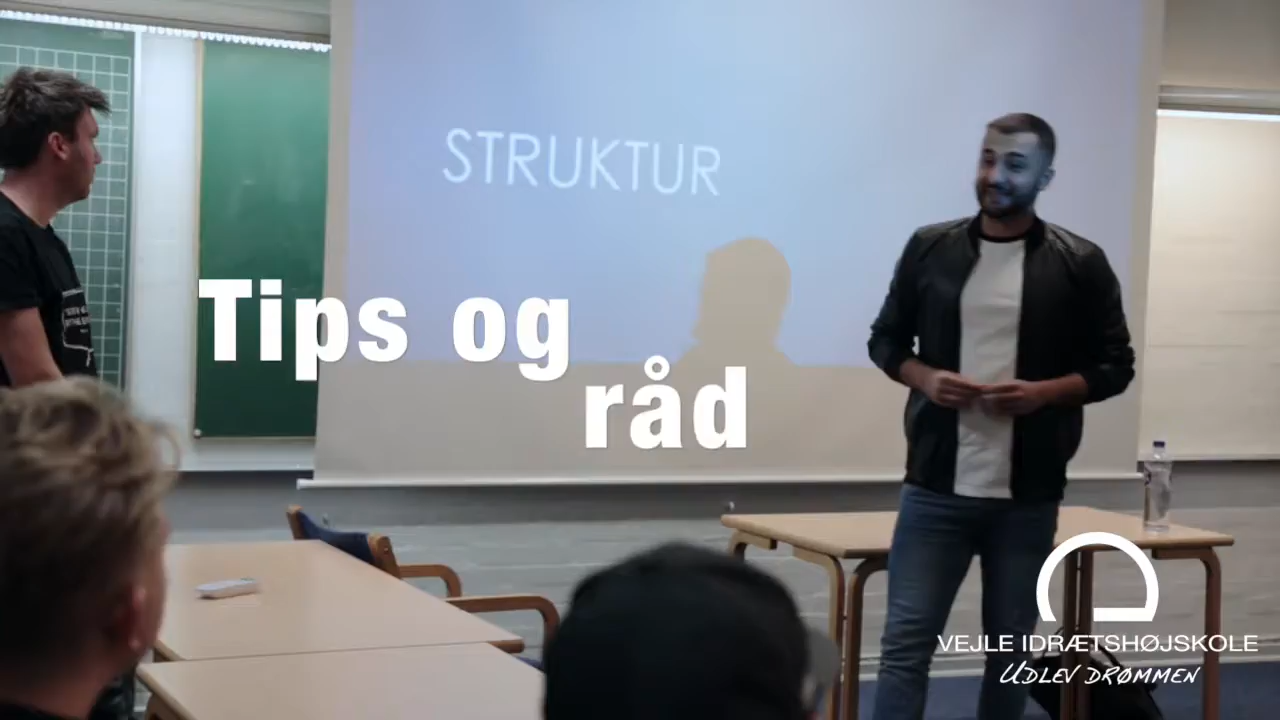 STRUKTUR
Tips og
råd
VEJLE IDRÆTSHØJSKOLE
UDLEV DRØMMEN